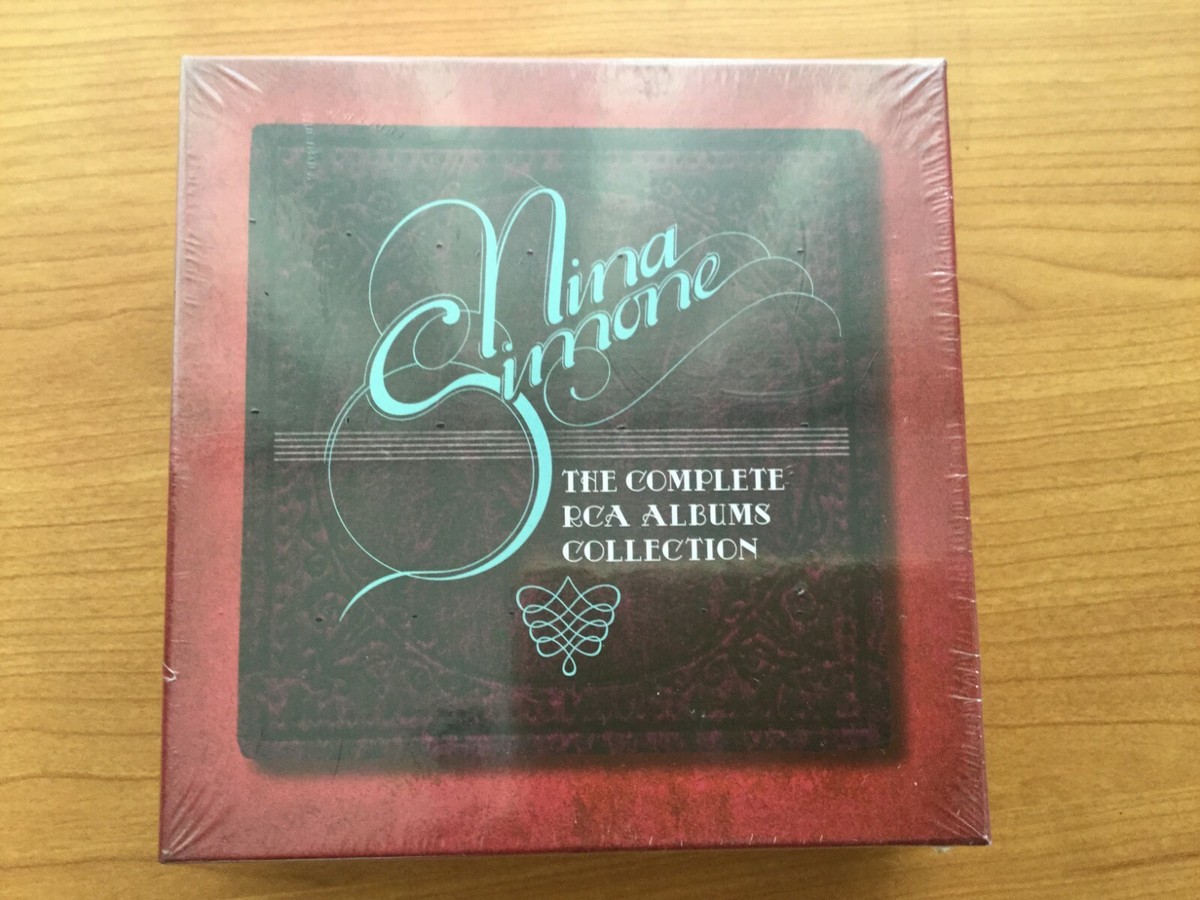 Nina
Simone
THE COMPLETE
RCA ALBUMS
COLLECTION